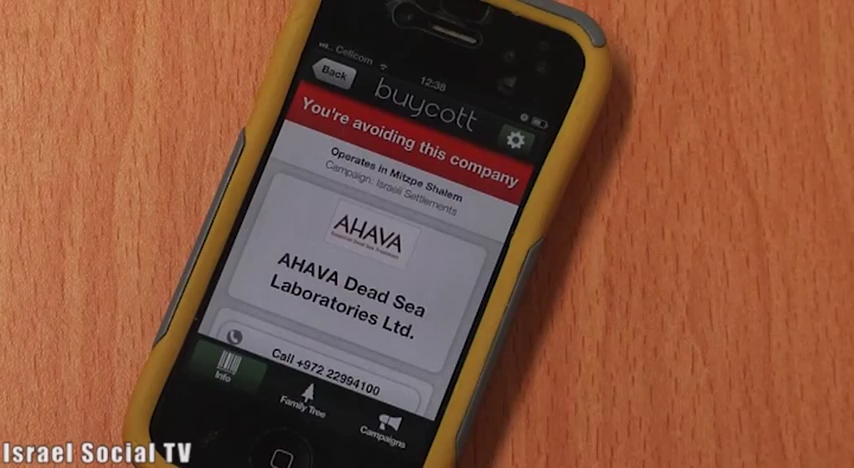 Cellcom
12:38
Back
buycott
You're avoiding this company
Operates in Mitzpe Shalem
Campaign: Israeli Settlements
AHAVA
AHAVA Dead Sea
Laboratories Ltd.
Call +972 22994100
Info
Family Tree
Campaigns
Israel Social TV